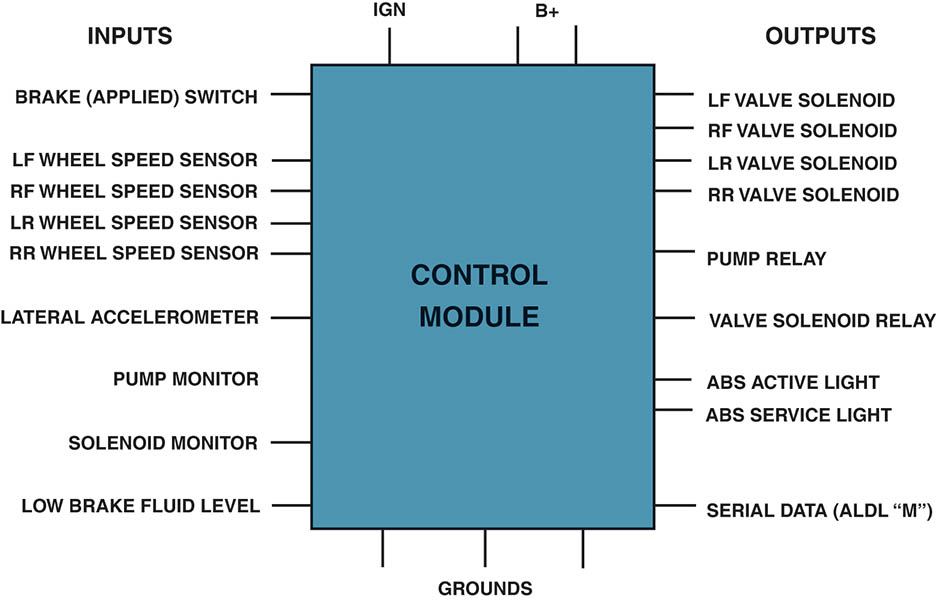 IGN
B+
INPUTS
OUTPUTS
BRAKE (APPLIED) SWITCH
LF WHEEL SPEED SENSOR
RF WHEEL SPEED SENSOR
LR WHEEL SPEED SENSOR
RR WHEEL SPEED SENSOR
LATERAL ACCELEROMETER
PUMP MONITOR
SOLENOID MONITOR
LOW BRAKE FLUID LEVEL
CONTROL
MODULE
LF VALVE SOLENOID
RF VALVE SOLENOID
LR VALVE SOLENOID
RR VALVE SOLENOID
PUMP RELAY
VALVE SOLENOID RELAY
ABS ACTIVE LIGHT
ABS SERVICE LIGHT
SERIAL DATA (ALDL “M”)
GROUNDS